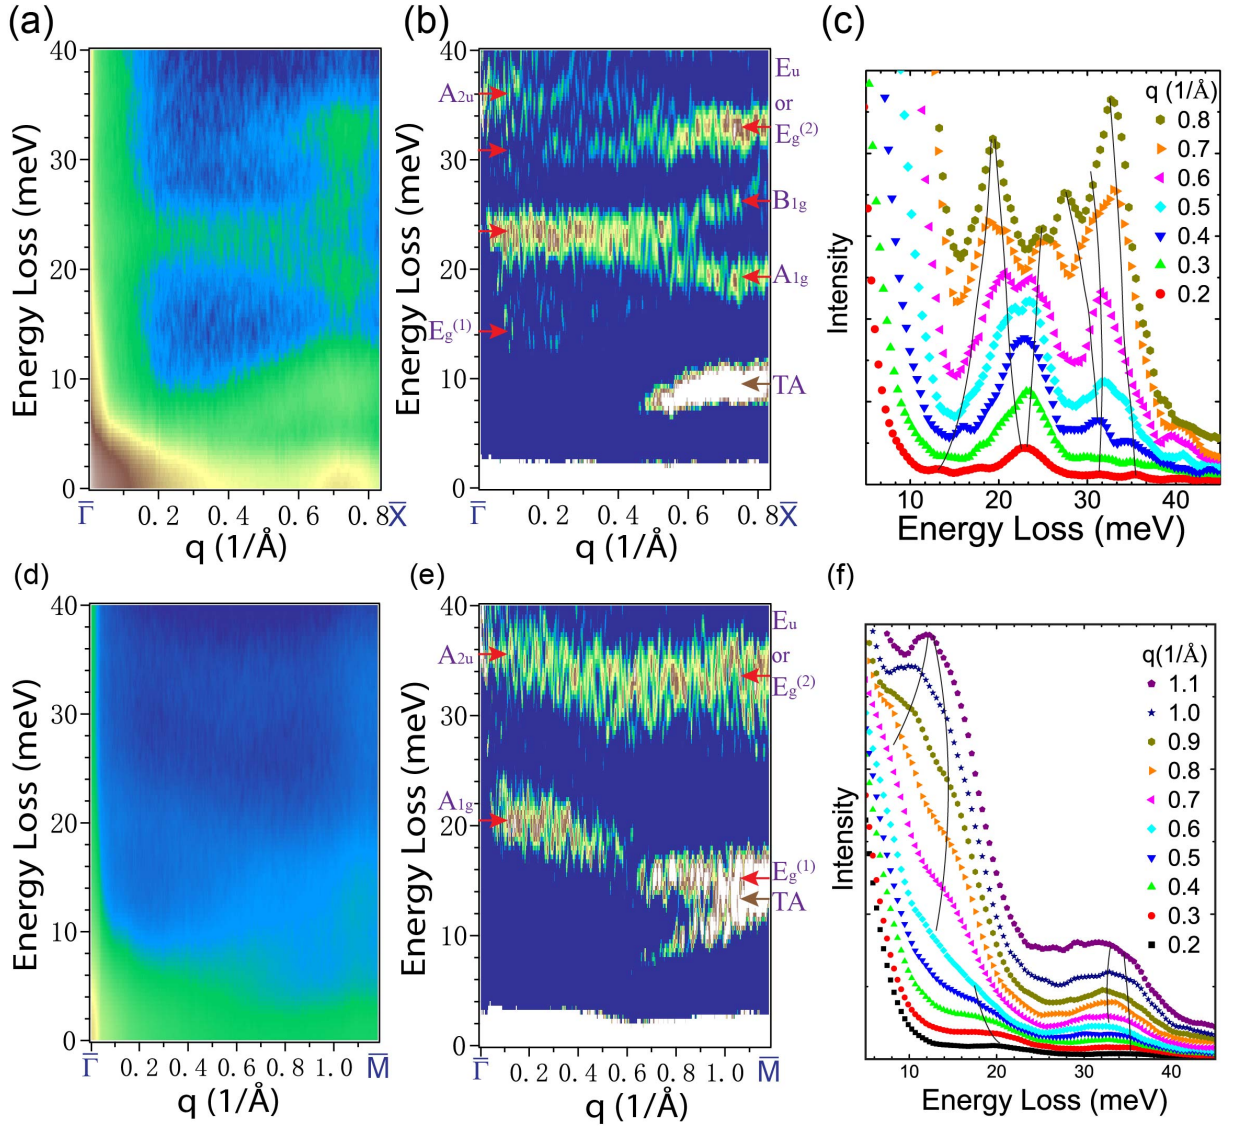 (a)
40
30
20
10
0
Energy Loss (meV)
Γ̅
0.2
0.4
0.6
0.8
X̅
q (1/Å)
(b)
40
30
20
10
0
Energy Loss (meV)
A2u
Eg(1)
Eu
or
Eg(2)
B1g
A1g
TA
Γ̅
0.2
0.4
0.6
0.8
X̅
q (1/Å)
(c)
Intensity
q (1/Å)
0.8
0.7
0.6
0.5
0.4
0.3
0.2
10
20
30
40
Energy Loss (meV)
(d)
40
30
20
10
0
Energy Loss (meV)
Γ̅
0.2
0.4
0.6
0.8
1.0
M̅
q (1/Å)
(e)
40
30
20
10
0
Energy Loss (meV)
A2u
A1g
Eu
or
Eg(2)
Eg(1)
TA
Γ̅
0.2
0.4
0.6
0.8
1.0
M̅
q (1/Å)
(f)
Intensity
q(1/Å)
1.1
1.0
0.9
0.8
0.7
0.6
0.5
0.4
0.3
0.2
10
20
30
40
Energy Loss (meV)